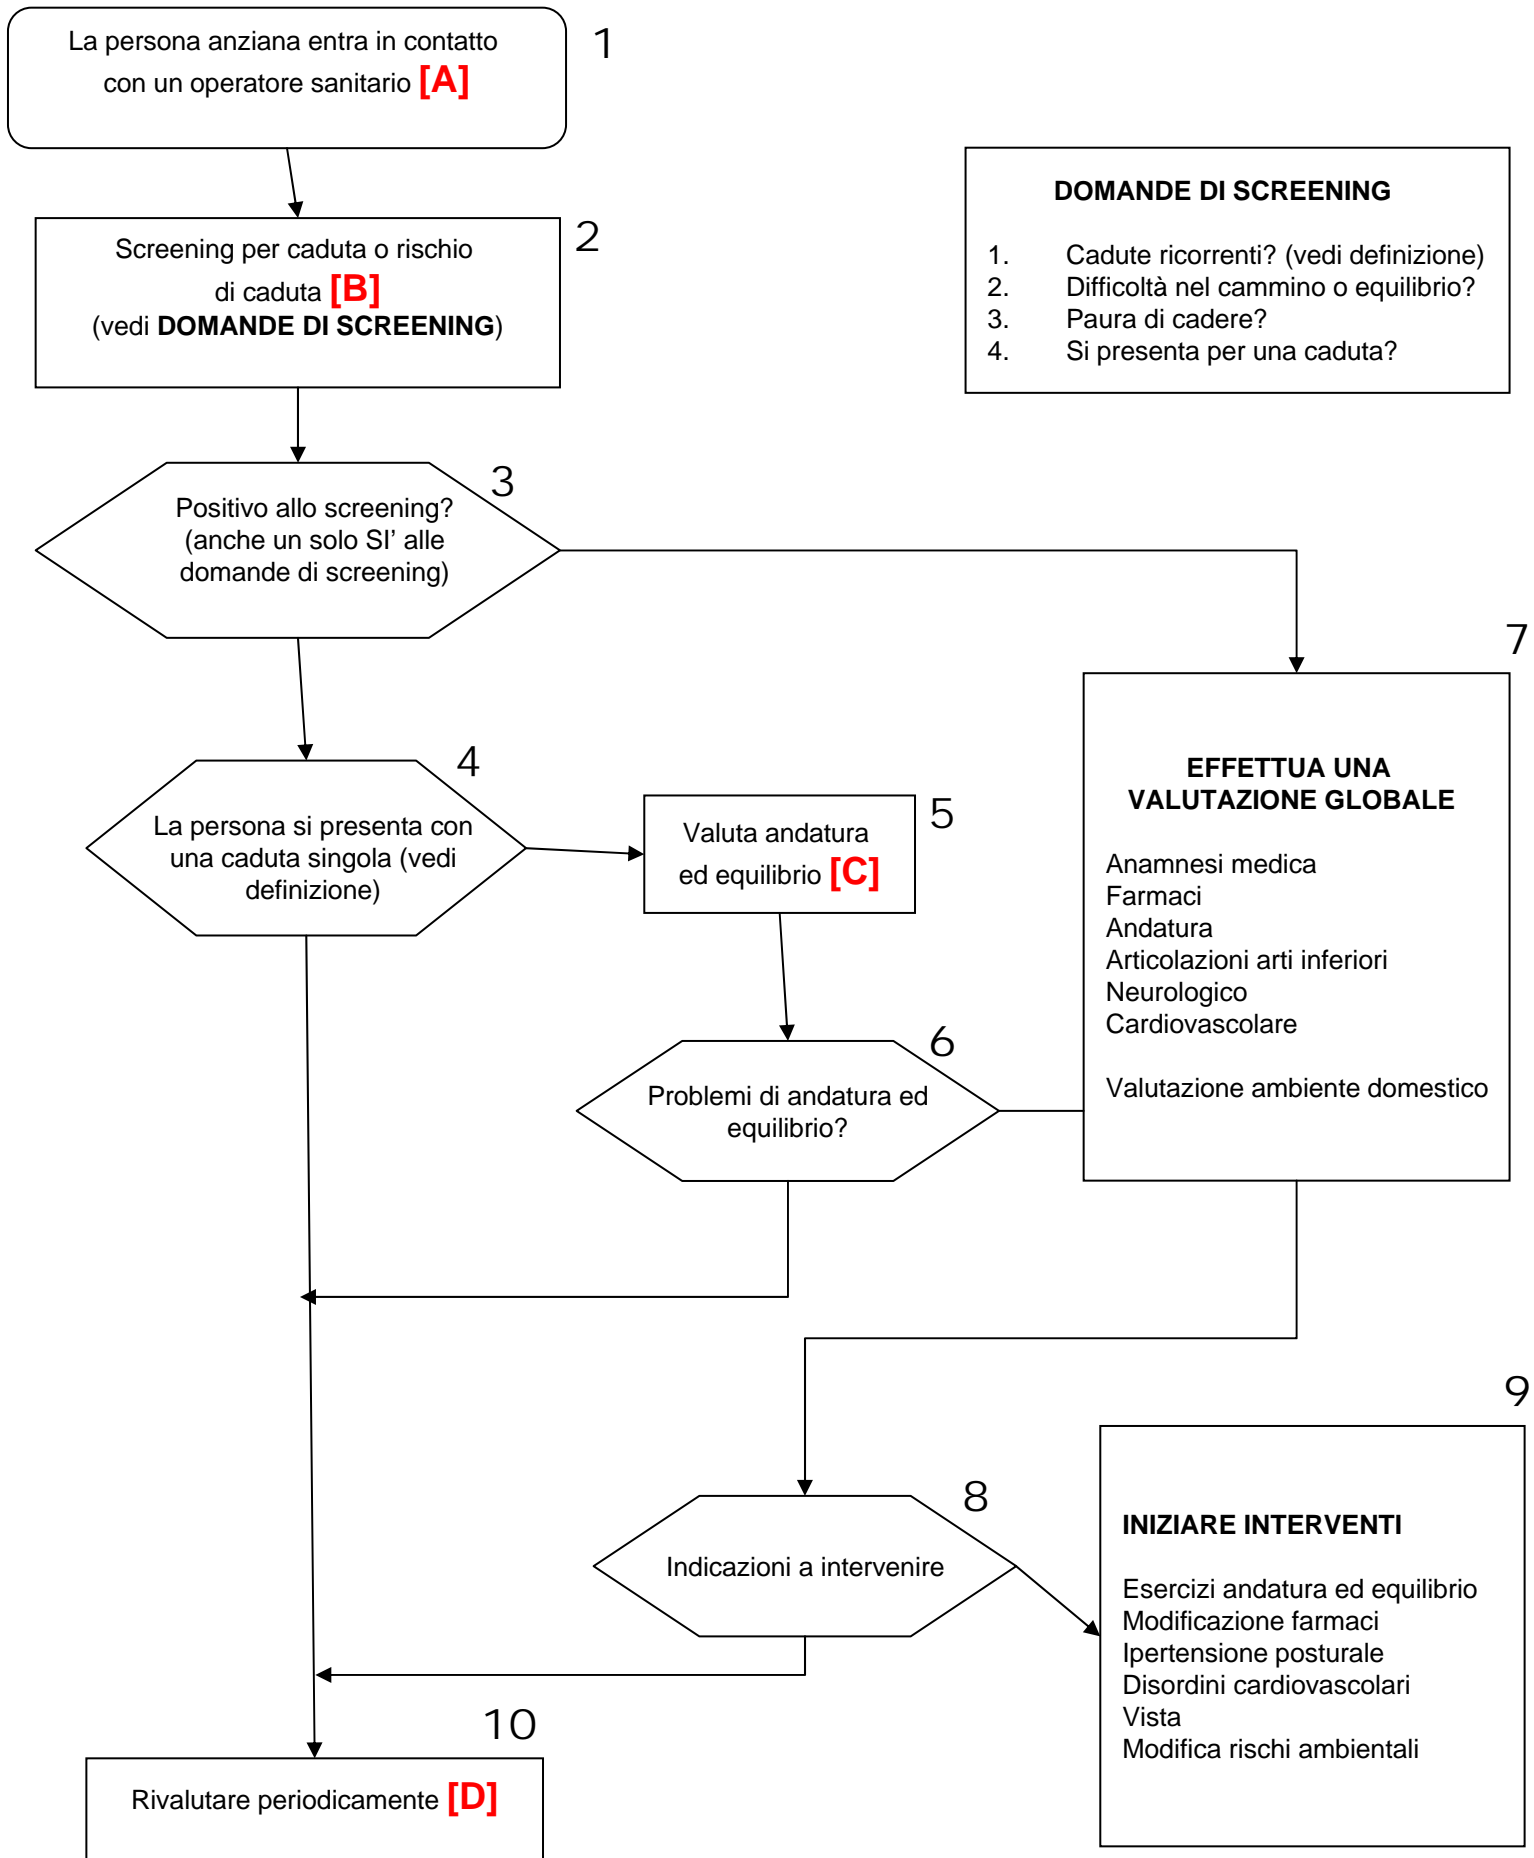 La persona anziana entra in contatto
con un operatore sanitario [A]
1
Screening per caduta o rischio
di caduta [B]
(vedi DOMANDE DI SCREENING)
2
DOMANDE DI SCREENING
1. Cadute ricorrenti? (vedi definizione)
2. Difficoltà nel cammino o equilibrio?
3. Paura di cadere?
4. Si presenta per una caduta?
3
Positivo allo screening?
(anche un solo SI’ alle
domande di screening)
4
La persona si presenta con
una caduta singola (vedi
definizione)
5
Valuta andatura
ed equilibrio [C]
6
Problemi di andatura ed
equilibrio?
7
EFFETTUA UNA
VALUTAZIONE GLOBALE
Anamnesi medica
Farmaci
Andatura
Articolazioni arti inferiori
Neurologico
Cardiovascolare
Valutazione ambiente domestico
8
Indicazioni a intervenire
9
INIZIARE INTERVENTI
Esercizi andatura ed equilibrio
Modificazione farmaci
Ipertensione posturale
Disordini cardiovascolari
Vista
Modifica rischi ambientali
10
Rivalutare periodicamente [D]